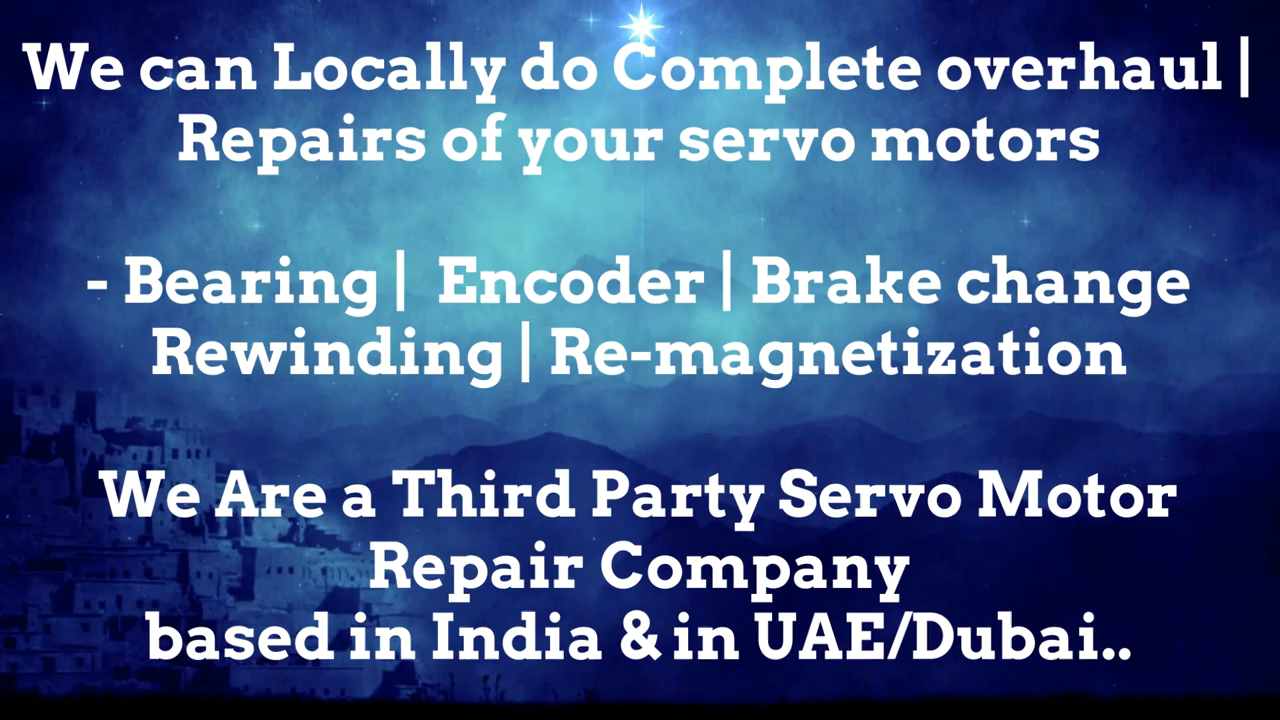 We can Locally do Complete overhaul |
Repairs of your servo motors
- Bearing |  Encoder | Brake change
Rewinding | Re-magnetization
We Are a Third Party Servo Motor
Repair Company
based in India & in UAE/Dubai..